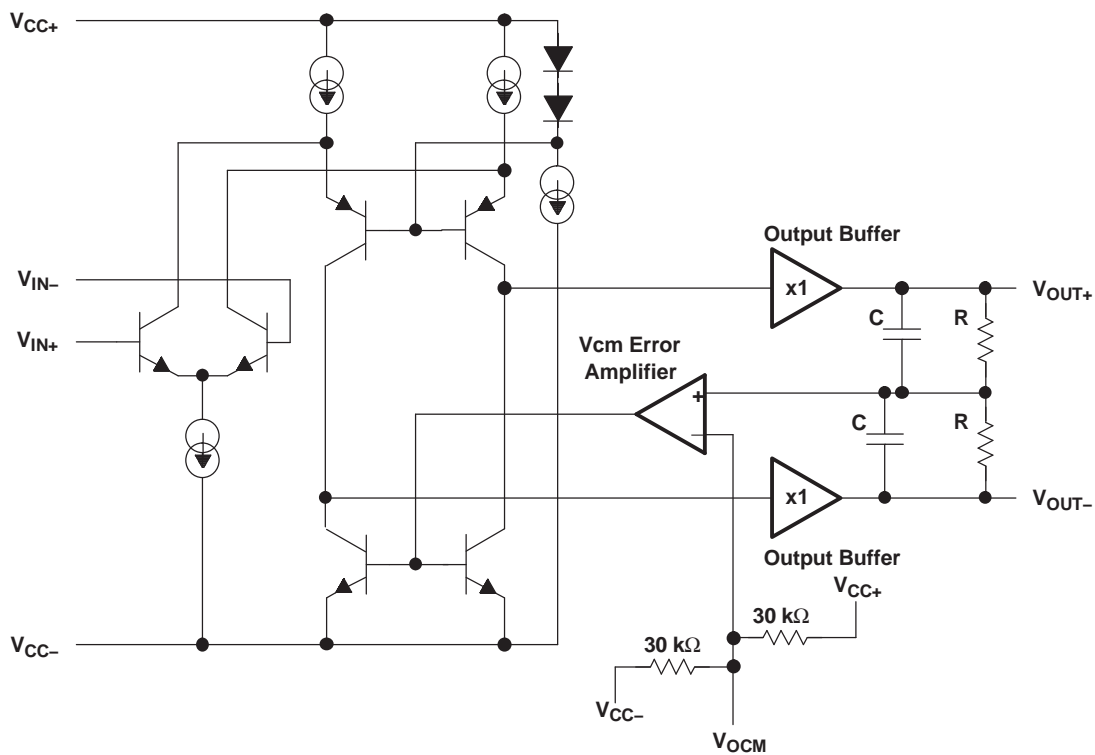 VCC+
Output Buffer
VIN–
x1
VOUT+
C
R
VIN+
Vcm Error
Amplifier
+
–
C
R
x1
VOUT–
Output Buffer
VCC+
30 kΩ
VCC–
30 kΩ
VCC–
VOCM